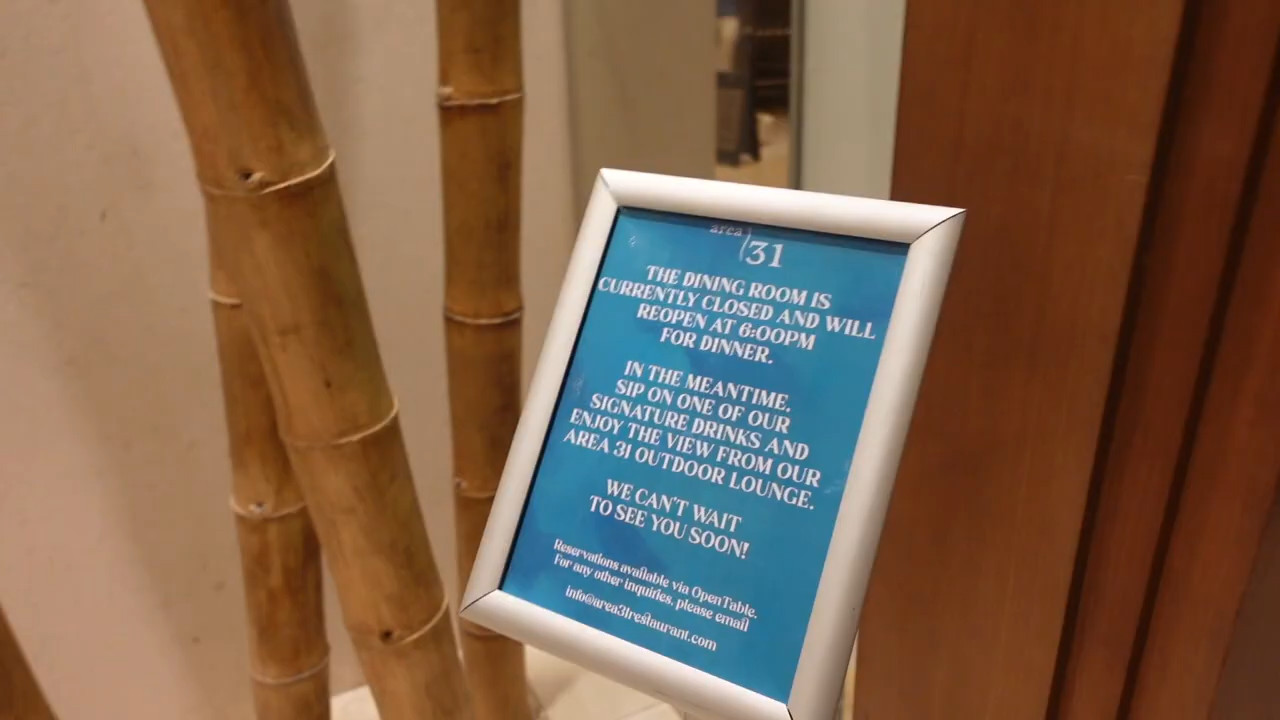 area
31
THE DINING ROOM IS
CURRENTLY CLOSED AND WILL
REOPEN AT 6:00PM
FOR DINNER.
IN THE MEANTIME,
SIP ON ONE OF OUR
SIGNATURE DRINKS AND
ENJOY THE VIEW FROM OUR
AREA 31 OUTDOOR LOUNGE.
WE CAN'T WAIT
TO SEE YOU SOON!
Reservations available via OpenTable.
For any other inquiries, please email
info@area31restaurant.com